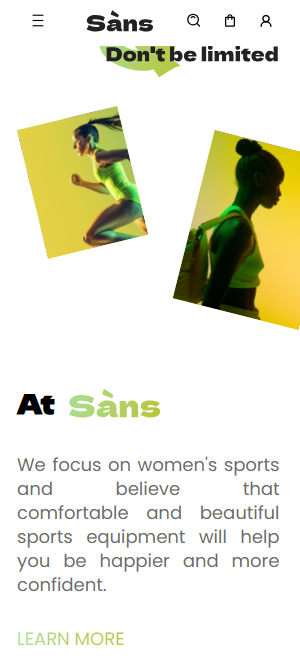 Sàns
Don't be limited
At Sàns
We focus on women's sports
and believe that
comfortable and beautiful
sports equipment will help
you be happier and more
confident.
LEARN MORE